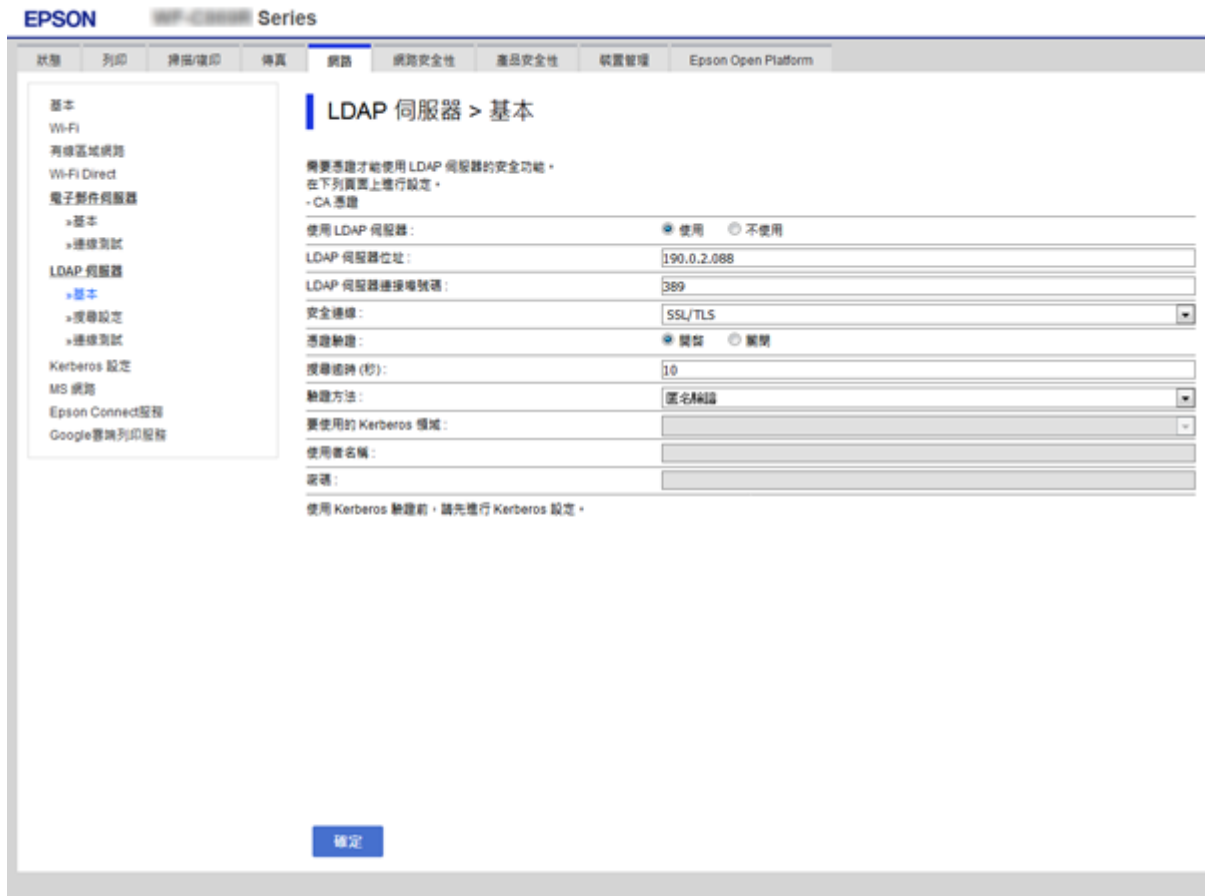 EPSON Series
狀態 列印 掃描/複印 傳真 網路 網路安全性 產品安全性 裝置管理 Epson Open Platform
基本
Wi-Fi
有線區域網路
Wi-Fi Direct
電子郵件伺服器
»基本
»連線測試
LDAP 伺服器
»基本
»搜尋設定
»連線測試
Kerberos 設定
MS 網路
Epson Connect服務
Google雲端列印服務
LDAP 伺服器 > 基本
需要憑證才能使用 LDAP 伺服器的安全功能。
在下列頁面上進行設定。
- CA 憑證
使用 LDAP 伺服器 : 使用 不使用
LDAP 伺服器位址 : 190.0.2.088
LDAP 伺服器連接埠號碼 : 389
安全連線 : SSL/TLS
憑證驗證 : 開啟 關閉
搜尋逾時 (秒) : 10
驗證方法 : 匿名驗證
要使用的 Kerberos 領域 :
使用者名稱 :
密碼 :
使用 Kerberos 驗證前，請先進行 Kerberos 設定。
確定